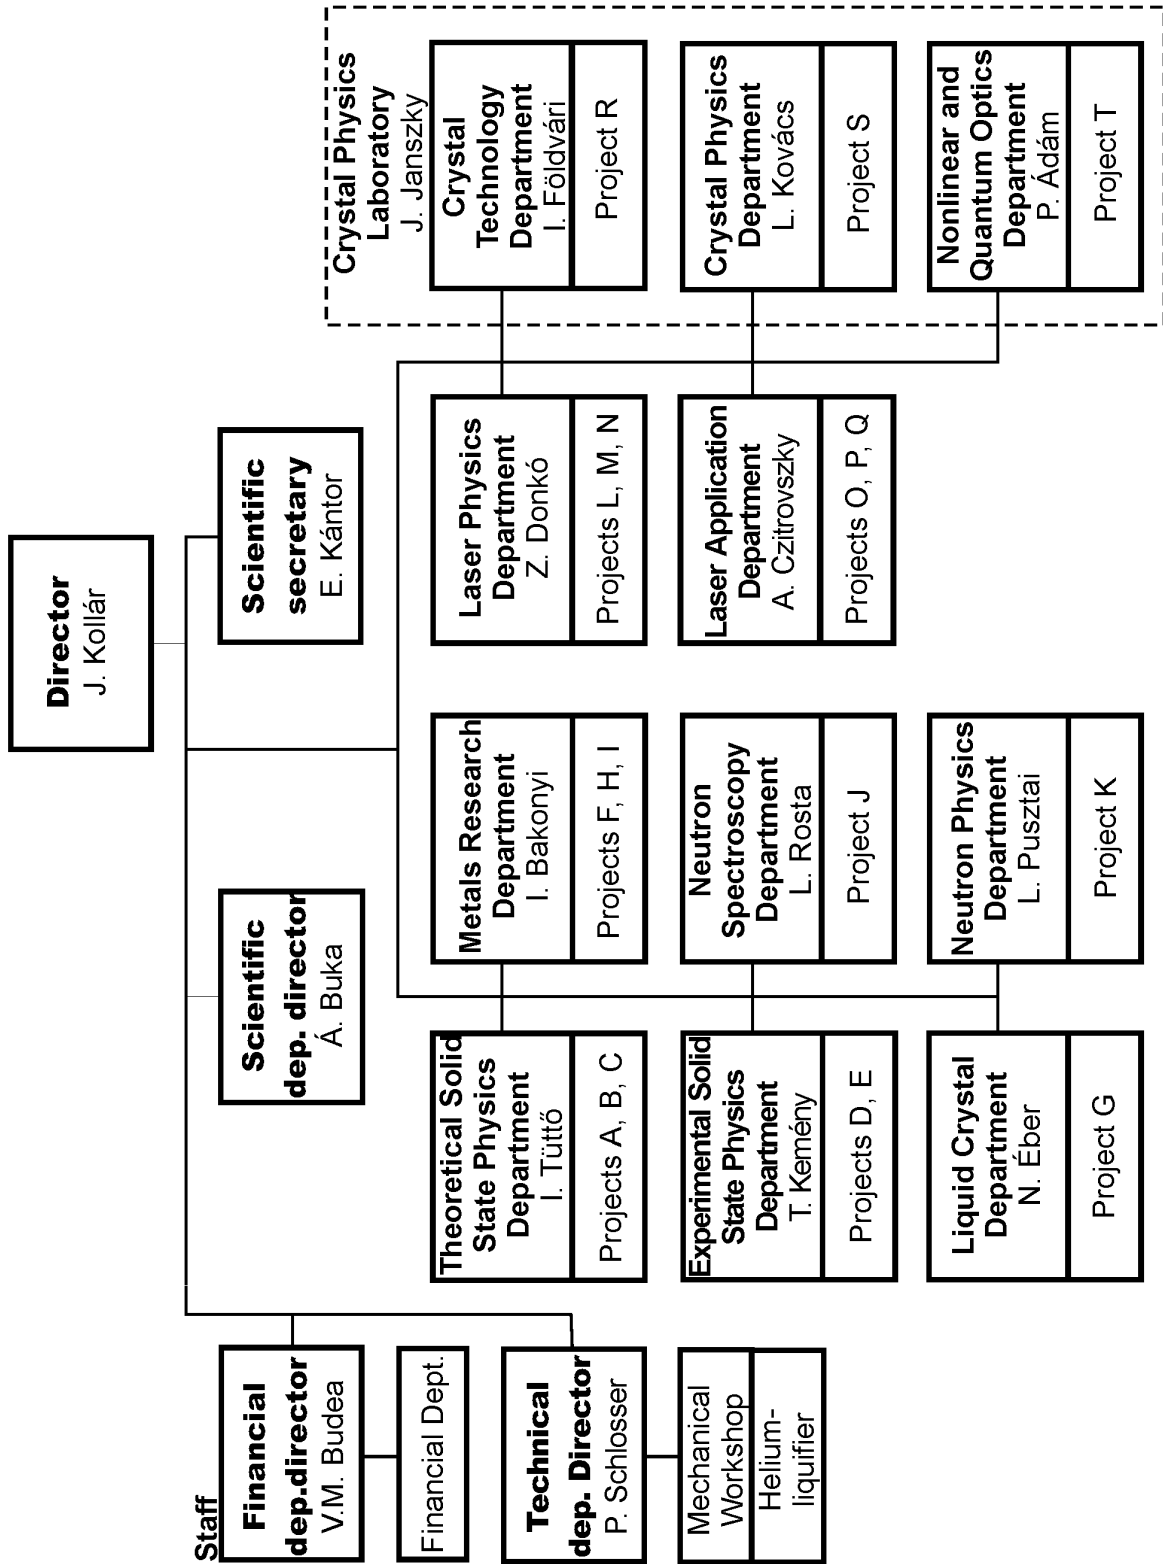 Director
J. Kollár
Staff
Financial
dep.director
V.M. Budea
Scientific
dep. director
Á. Buka
Scientific
secretary
E. Kántor
Financial Dept.
Technical
dep. Director
P. Schlosser
Mechanical
Workshop
Helium-
liquifier
Theoretical Solid
State Physics
Department
I. Tüttő
Projects A, B, C
Metals Research
Department
I. Bakonyi
Projects F, H, I
Laser Physics
Department
Z. Donkó
Projects L, M, N
Crystal Physics
Laboratory
J. Janszky
Crystal
Technology
Department
I. Földvári
Project R
Experimental Solid
State Physics
Department
T. Kemény
Projects D, E
Neutron
Spectroscopy
Department
L. Rosta
Project J
Laser Application
Department
A. Czitrovszky
Projects O, P, Q
Crystal Physics
Department
L. Kovács
Project S
Liquid Crystal
Department
N. Éber
Project G
Neutron Physics
Department
L. Pusztai
Project K
Nonlinear and
Quantum Optics
Department
P. Ádám
Project T